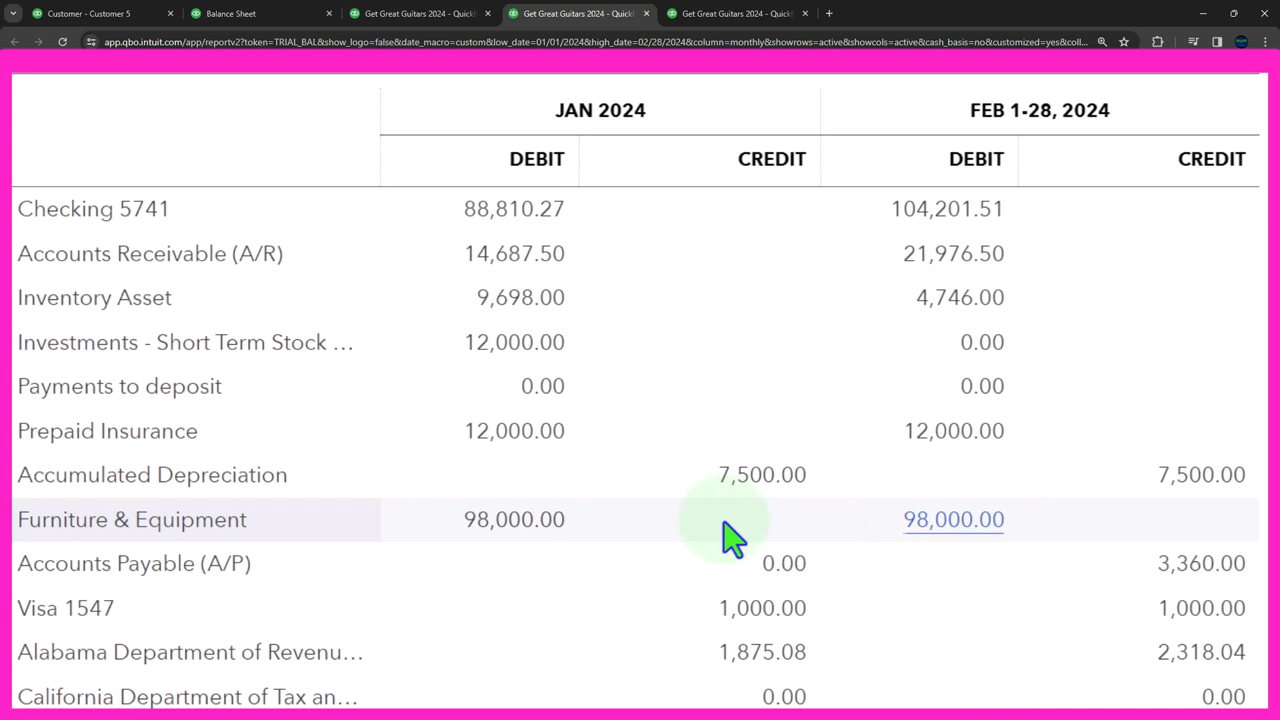 Customer - Customer 5
Balance Sheet
Get Great Guitars 2024 - Quick
Get Great Guitars 2024 - Quick
Get Great Guitars 2024 - Quick
app.qbo.intuit.com/app/reportv2?token=TRIAL_BAL&show_logo=false&date_macro=custom&low_date=01/01/2024&high_date=02/28/2024&column=monthly&showrows=active&showcols=active&cash_basis=no&customized=yes&coll...
JAN 2024 FEB 1-28, 2024
DEBIT CREDIT DEBIT CREDIT
Checking 5741 88,810.27 104,201.51
Accounts Receivable (A/R) 14,687.50 21,976.50
Inventory Asset 9,698.00 4,746.00
Investments - Short Term Stock ... 12,000.00 0.00
Payments to deposit 0.00 0.00
Prepaid Insurance 12,000.00 12,000.00
Accumulated Depreciation 7,500.00 7,500.00
Furniture & Equipment 98,000.00 98,000.00
Accounts Payable (A/P) 0.00 3,360.00
Visa 1547 1,000.00 1,000.00
Alabama Department of Revenu... 1,875.08 2,318.04
California Department of Tax an... 0.00 0.00